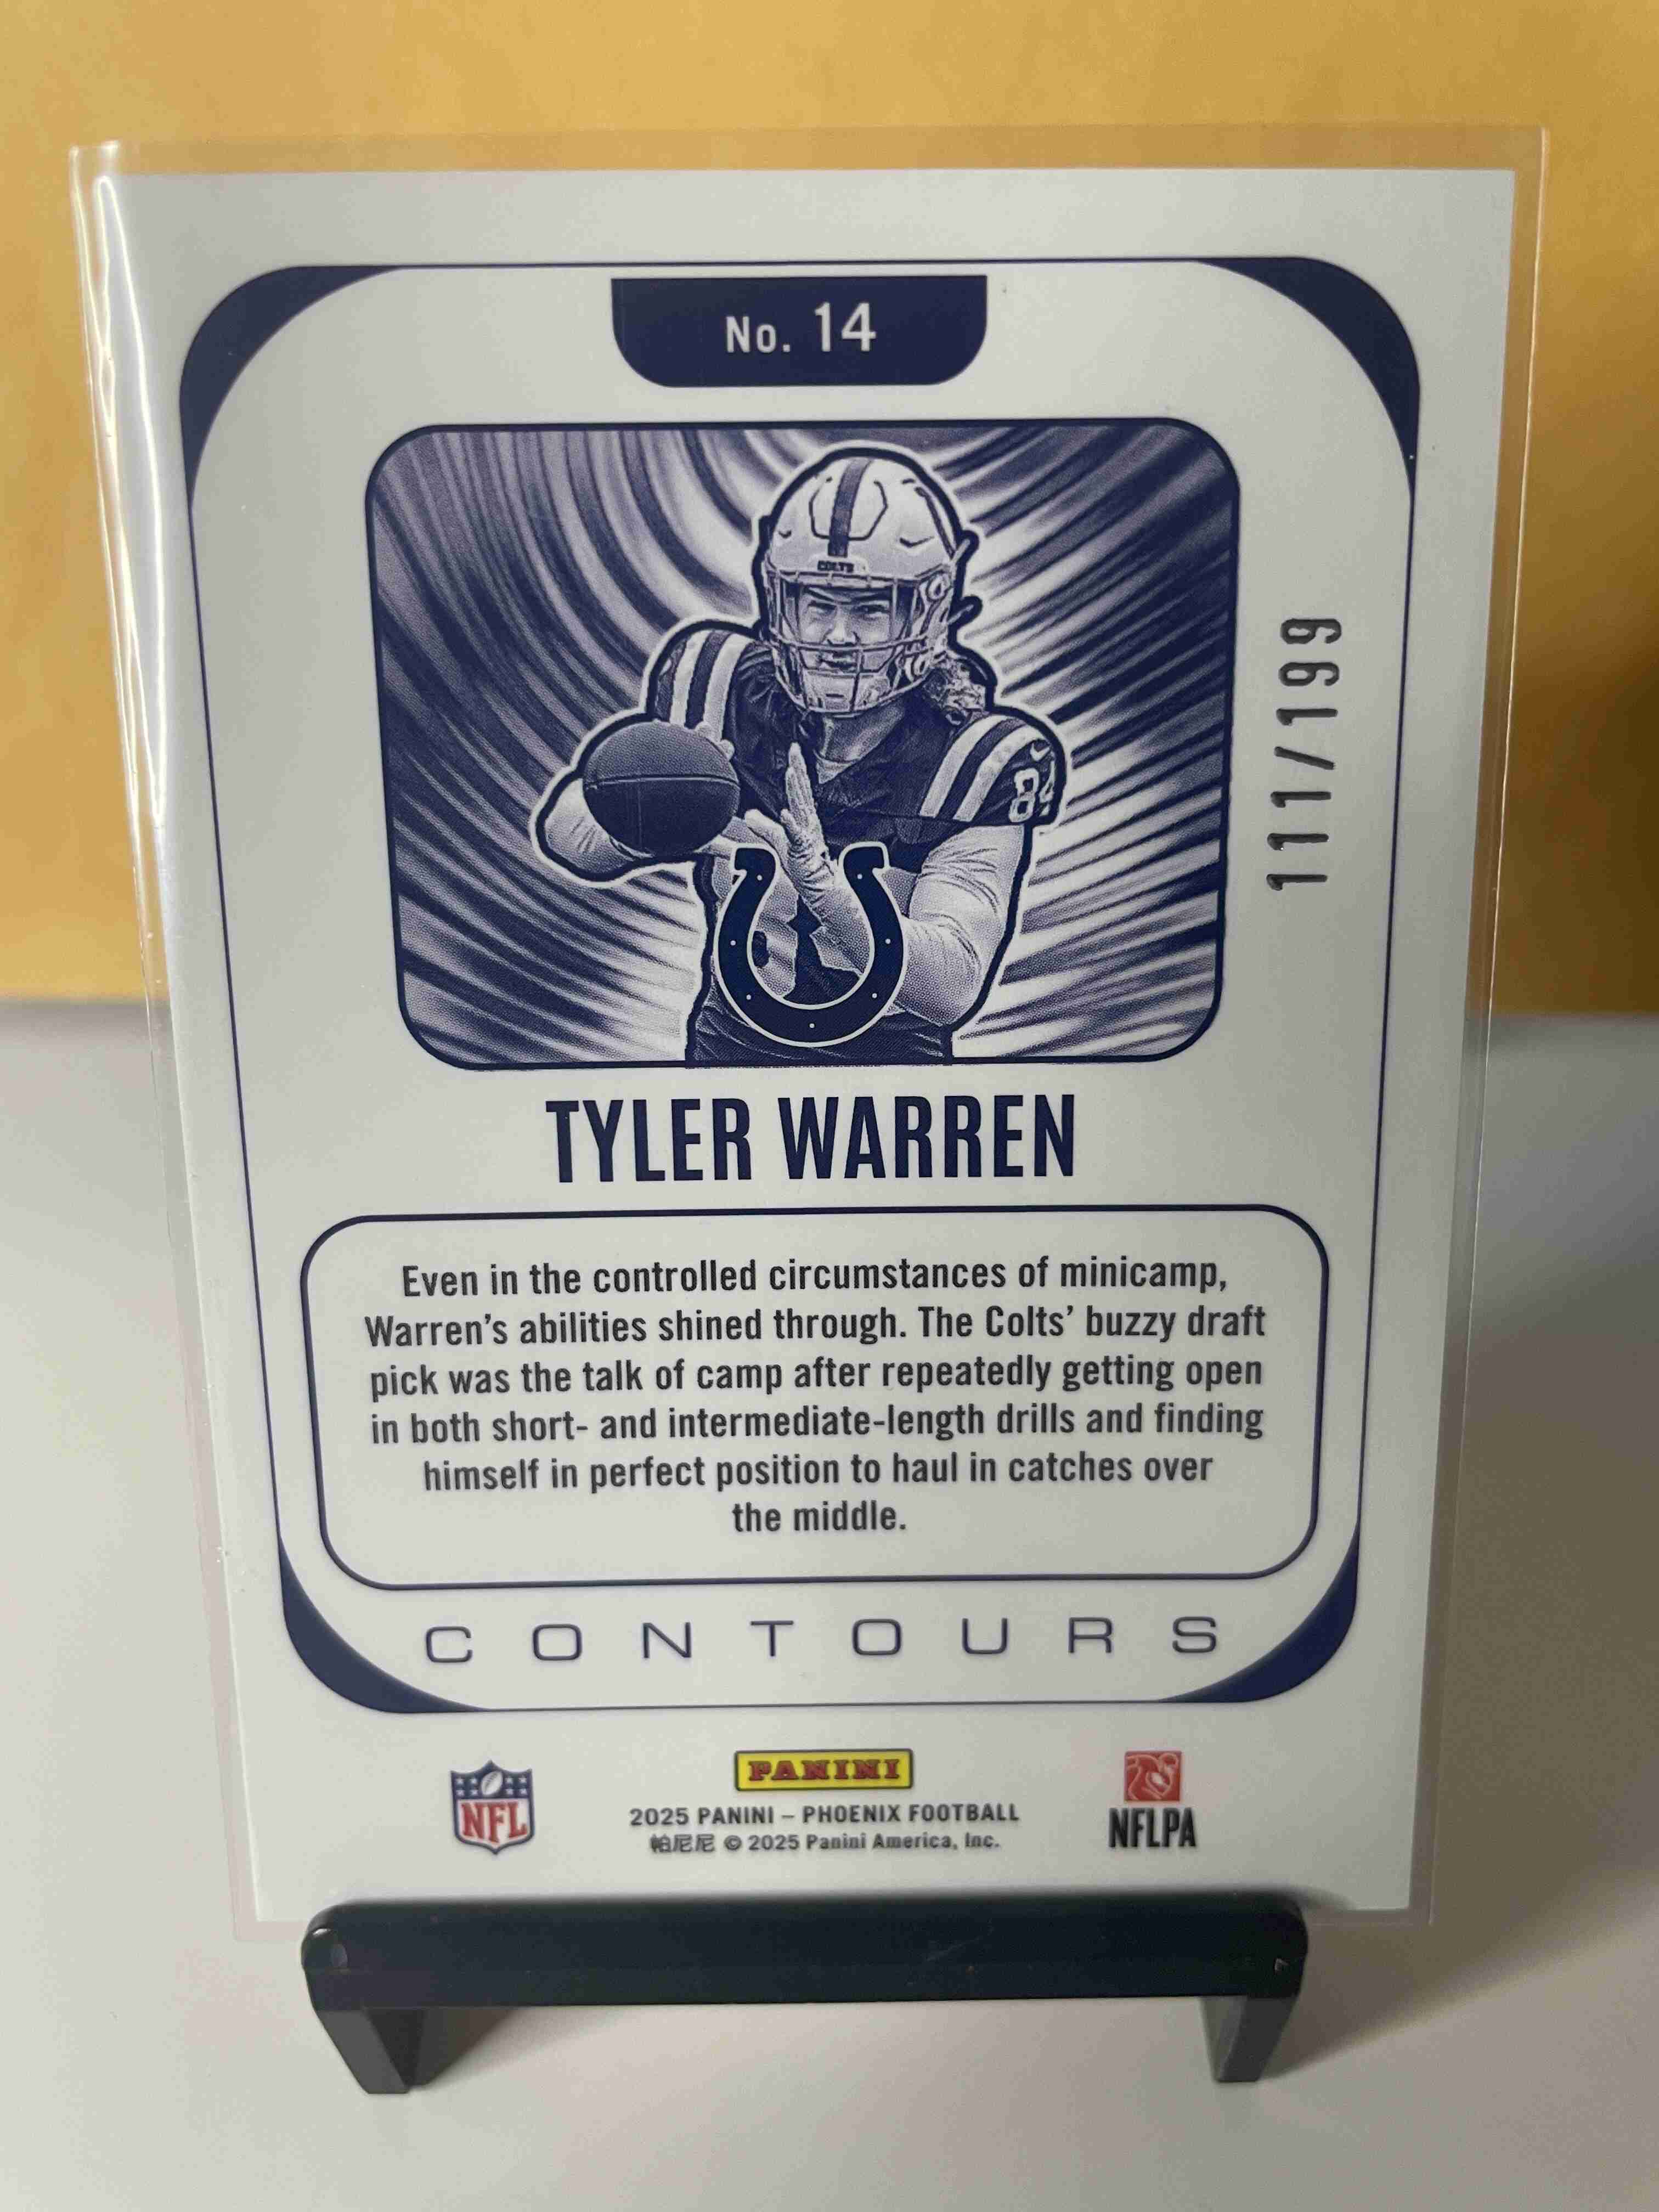 No. 14
COLTS
84
111/199
TYLER WARREN
Even in the controlled circumstances of minicamp,
Warren's abilities shined through. The Colts' buzzy draft
pick was the talk of camp after repeatedly getting open
in both short- and intermediate-length drills and finding
himself in perfect position to haul in catches over
the middle.
CONTOURS
NFL
PANINI
2025 PANINI – PHOENIX FOOTBALL
帕尼尼 © 2025 Panini America, Inc.
NFLPA